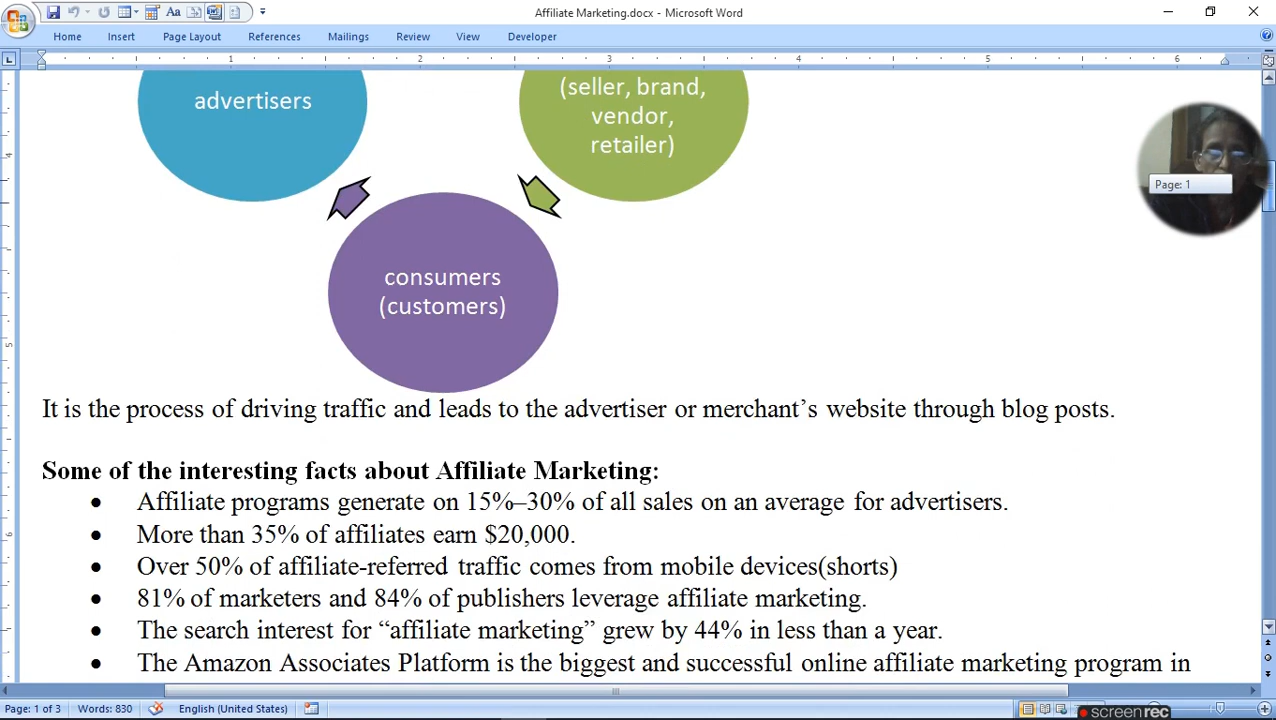 Affiliate Marketing.docx - Microsoft Word
Home Insert Page Layout References Mailings Review View Developer
1 2 3 4 5 6
advertisers
(seller, brand,
vendor,
retailer)
Page: 1
consumers
(customers)
It is the process of driving traffic and leads to the advertiser or merchant’s website through blog posts.
Some of the interesting facts about Affiliate Marketing:
• Affiliate programs generate on 15%–30% of all sales on an average for advertisers.
• More than 35% of affiliates earn $20,000.
• Over 50% of affiliate-referred traffic comes from mobile devices(shorts)
• 81% of marketers and 84% of publishers leverage affiliate marketing.
• The search interest for “affiliate marketing” grew by 44% in less than a year.
• The Amazon Associates Platform is the biggest and successful online affiliate marketing program in
Page: 1 of 3 Words: 830 English (United States)
screenrec